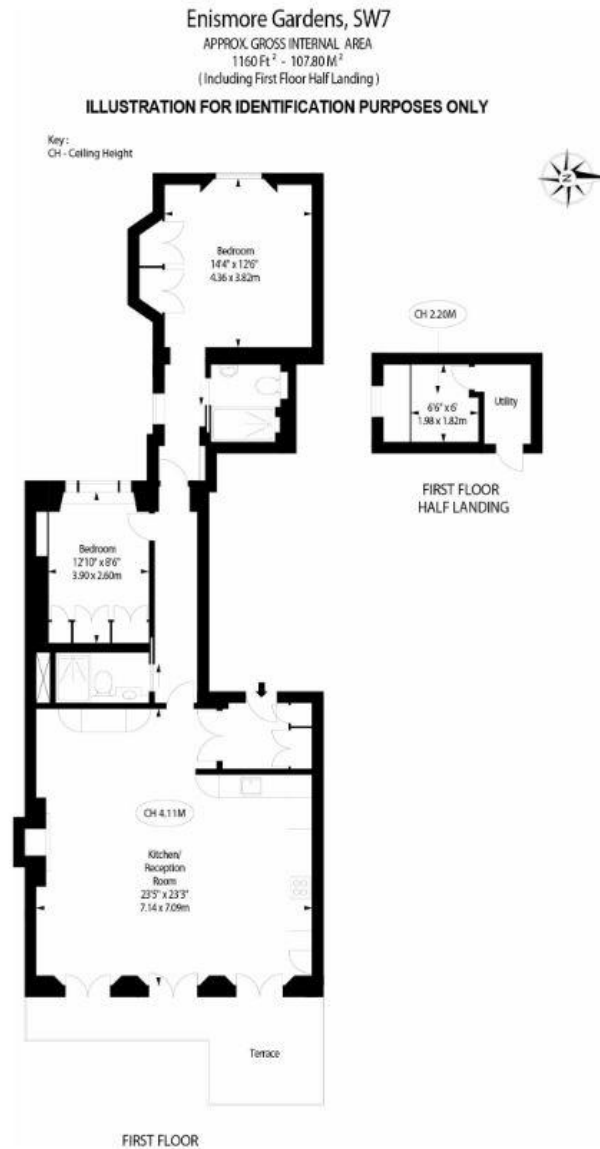 Enismore Gardens, SW7
APPROX. GROSS INTERNAL AREA
1160 Ft² - 107.80 M²
( Including First Floor Half Landing )
ILLUSTRATION FOR IDENTIFICATION PURPOSES ONLY
Key :
CH - Ceiling Height
N
Bedroom
14'4" x 12'6"
4.36 x 3.82m
CH 2.20M
6'6" x 6'
1.98 x 1.82m
Utility
FIRST FLOOR
HALF LANDING
Bedroom
12'10" x 8'6"
3.90 x 2.60m
CH 4.11M
Kitchen/
Reception
Room
23'5" x 23'3"
7.14 x 7.09m
Terrace
FIRST FLOOR